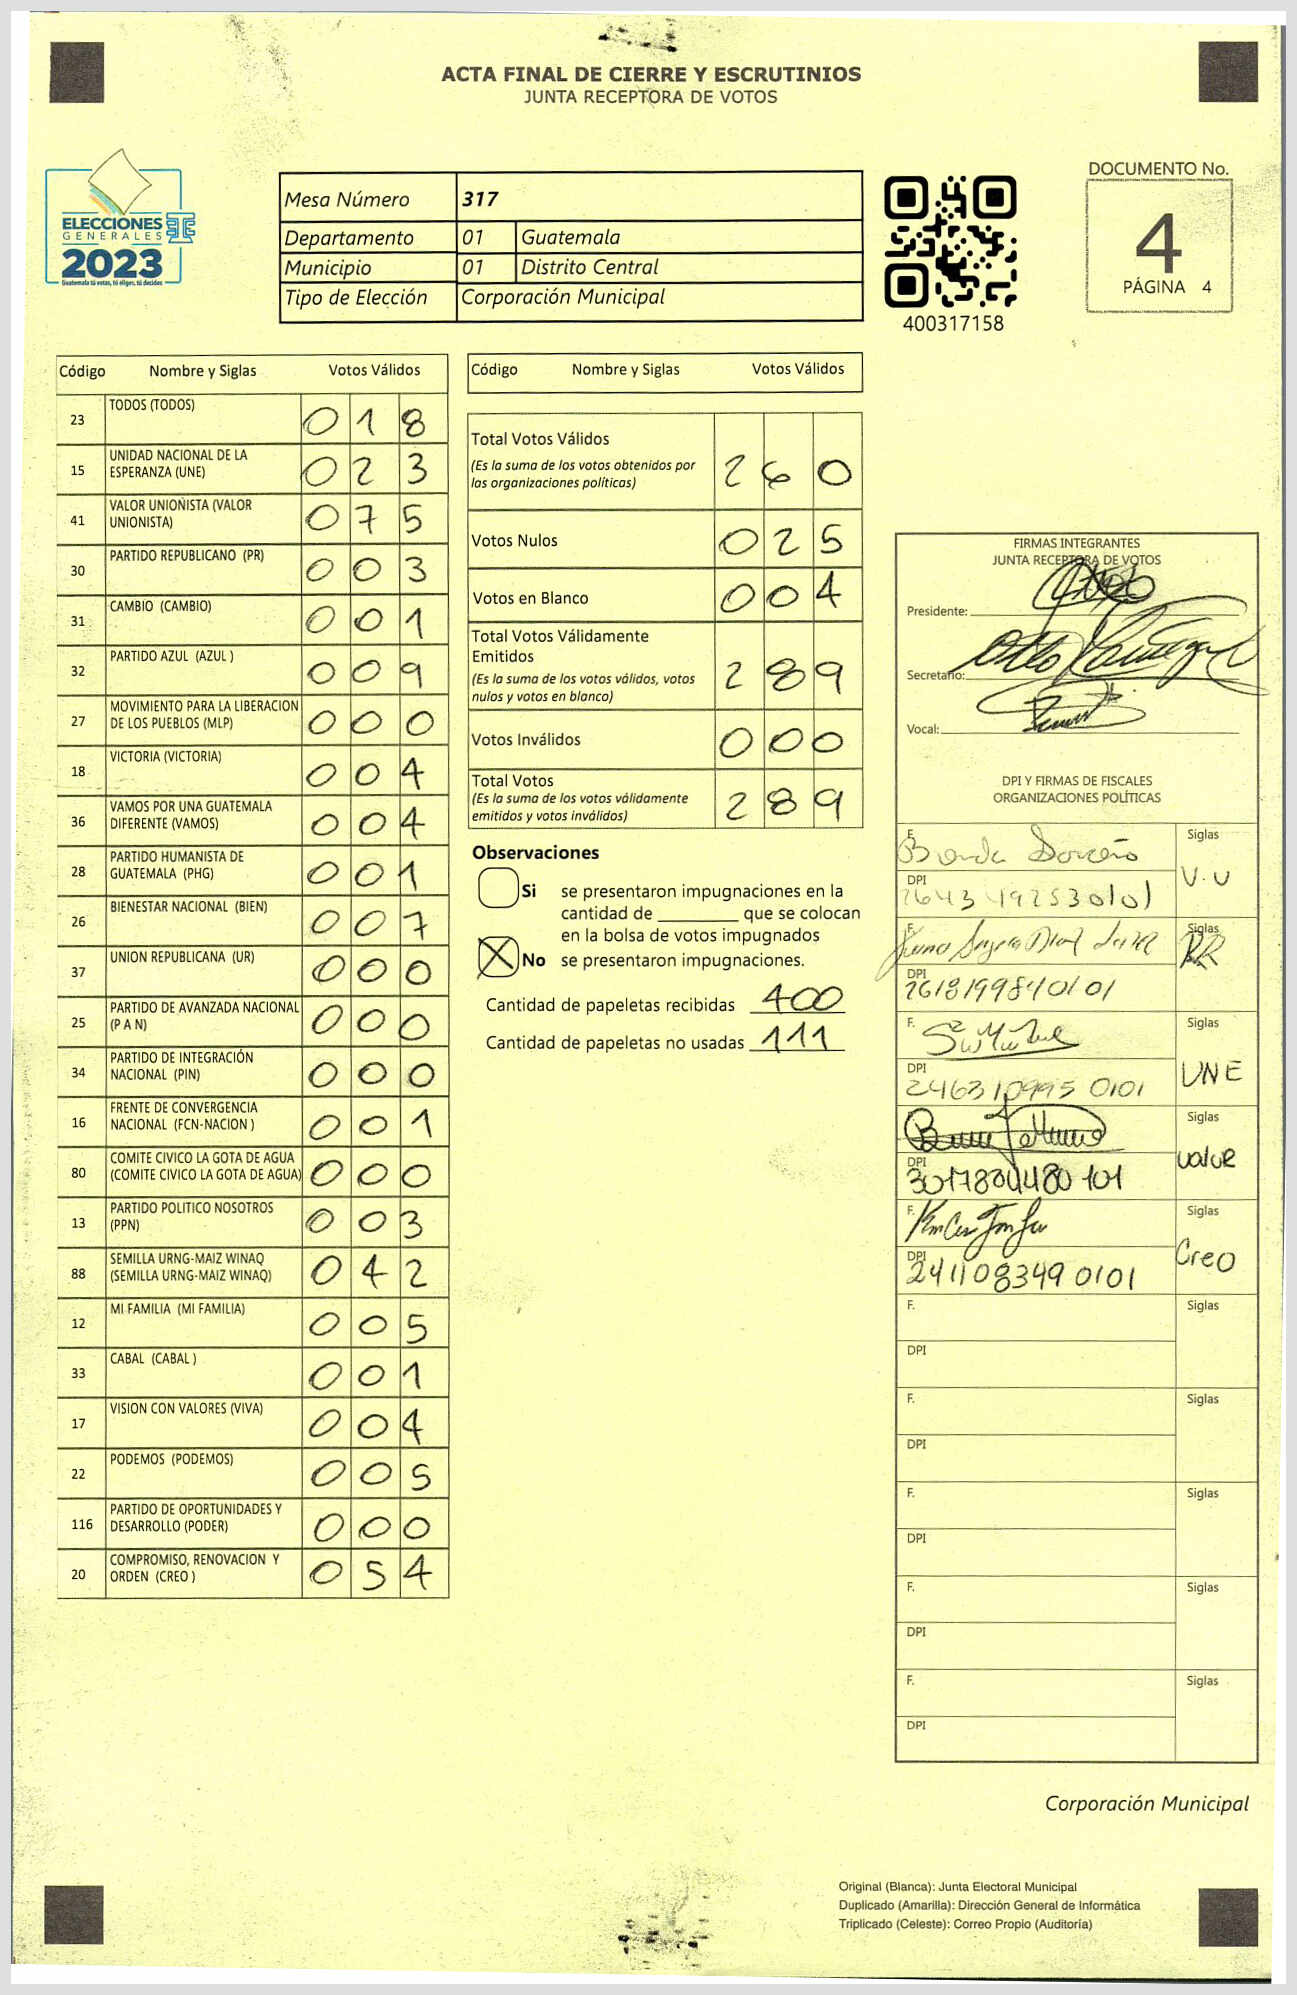 ACTA FINAL DE CIERRE Y ESCRUTINIOS
JUNTA RECEPTORA DE VOTOS
ELECCIONES
GENERALES
2023
Guatemala tú votas, tú eliges, tú decides
Mesa Número 317
Departamento 01 Guatemala
Municipio 01 Distrito Central
Tipo de Elección Corporación Municipal
400317158
DOCUMENTO No.
4
PÁGINA 4
Código Nombre y Siglas Votos Válidos
23 TODOS (TODOS) 0 1 8
15 UNIDAD NACIONAL DE LA
ESPERANZA (UNE) 0 2 3
41 VALOR UNIONISTA (VALOR
UNIONISTA) 0 7 5
30 PARTIDO REPUBLICANO (PR) 0 0 3
31 CAMBIO (CAMBIO) 0 0 1
32 PARTIDO AZUL (AZUL ) 0 0 9
27 MOVIMIENTO PARA LA LIBERACION
DE LOS PUEBLOS (MLP) 0 0 0
18 VICTORIA (VICTORIA) 0 0 4
36 VAMOS POR UNA GUATEMALA
DIFERENTE (VAMOS) 0 0 4
28 PARTIDO HUMANISTA DE
GUATEMALA (PHG) 0 0 1
26 BIENESTAR NACIONAL (BIEN) 0 0 7
37 UNION REPUBLICANA (UR) 0 0 0
25 PARTIDO DE AVANZADA NACIONAL
(P A N) 0 0 0
34 PARTIDO DE INTEGRACIÓN
NACIONAL (PIN) 0 0 0
16 FRENTE DE CONVERGENCIA
NACIONAL (FCN-NACION ) 0 0 1
80 COMITE CIVICO LA GOTA DE AGUA
(COMITE CIVICO LA GOTA DE AGUA) 0 0 0
13 PARTIDO POLITICO NOSOTROS
(PPN) 0 0 3
88 SEMILLA URNG-MAIZ WINAQ
(SEMILLA URNG-MAIZ WINAQ) 0 4 2
12 MI FAMILIA (MI FAMILIA) 0 0 5
33 CABAL (CABAL ) 0 0 1
17 VISION CON VALORES (VIVA) 0 0 4
22 PODEMOS (PODEMOS) 0 0 5
116 PARTIDO DE OPORTUNIDADES Y
DESARROLLO (PODER) 0 0 0
20 COMPROMISO, RENOVACION Y
ORDEN (CREO ) 0 5 4
Código Nombre y Siglas Votos Válidos
Total Votos Válidos
(Es la suma de los votos obtenidos por
las organizaciones políticas) 2 6 0
Votos Nulos 0 2 5
Votos en Blanco 0 0 4
Total Votos Válidamente
Emitidos
(Es la suma de los votos válidos, votos
nulos y votos en blanco) 2 8 9
Votos Inválidos 0 0 0
Total Votos
(Es la suma de los votos válidamente
emitidos y votos inválidos) 2 8 9
Observaciones
Si se presentaron impugnaciones en la
cantidad de ________ que se colocan
en la bolsa de votos impugnados
X No se presentaron impugnaciones.
Cantidad de papeletas recibidas 400
Cantidad de papeletas no usadas 111
FIRMAS INTEGRANTES
JUNTA RECEPTORA DE VOTOS
Presidente:
Secretario:
Vocal:
DPI Y FIRMAS DE FISCALES
ORGANIZACIONES POLÍTICAS
F. Brenda Siglas
DPI 2643492530101 V.U
F. Siglas
DPI 2618199840101
F. Siglas
DPI 246310995 0101 UNE
Siglas
DPI 3017804480101 valor
F. Siglas
DPI 241108349 0101 Creo
F. Siglas
DPI
F. Siglas
DPI
F. Siglas
DPI
F. Siglas
DPI
F. Siglas
DPI
Corporación Municipal
Original (Blanca): Junta Electoral Municipal
Duplicado (Amarilla): Dirección General de Informática
Triplicado (Celeste): Correo Propio (Auditoría)